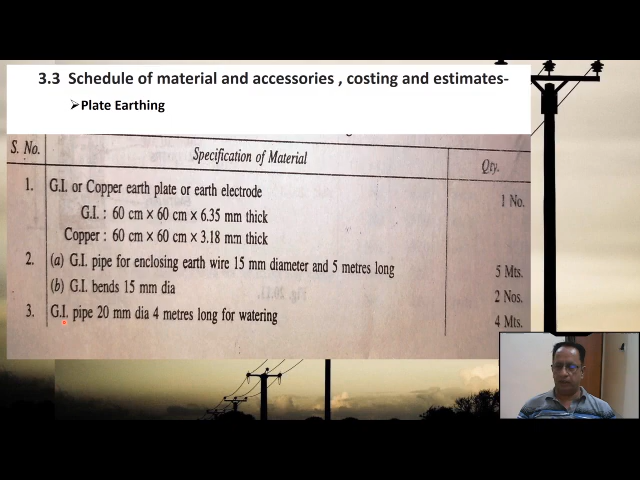 3.3 Schedule of material and accessories , costing and estimates-
➢Plate Earthing
S. No. Specification of Material Qty.
1. G.I. or Copper earth plate or earth electrode 1 No.
G.I. : 60 cm × 60 cm × 6.35 mm thick
Copper : 60 cm × 60 cm × 3.18 mm thick
2. (a) G.I. pipe for enclosing earth wire 15 mm diameter and 5 metres long 5 Mts.
(b) G.I. bends 15 mm dia 2 Nos.
3. G.I. pipe 20 mm dia 4 metres long for watering 4 Mts.